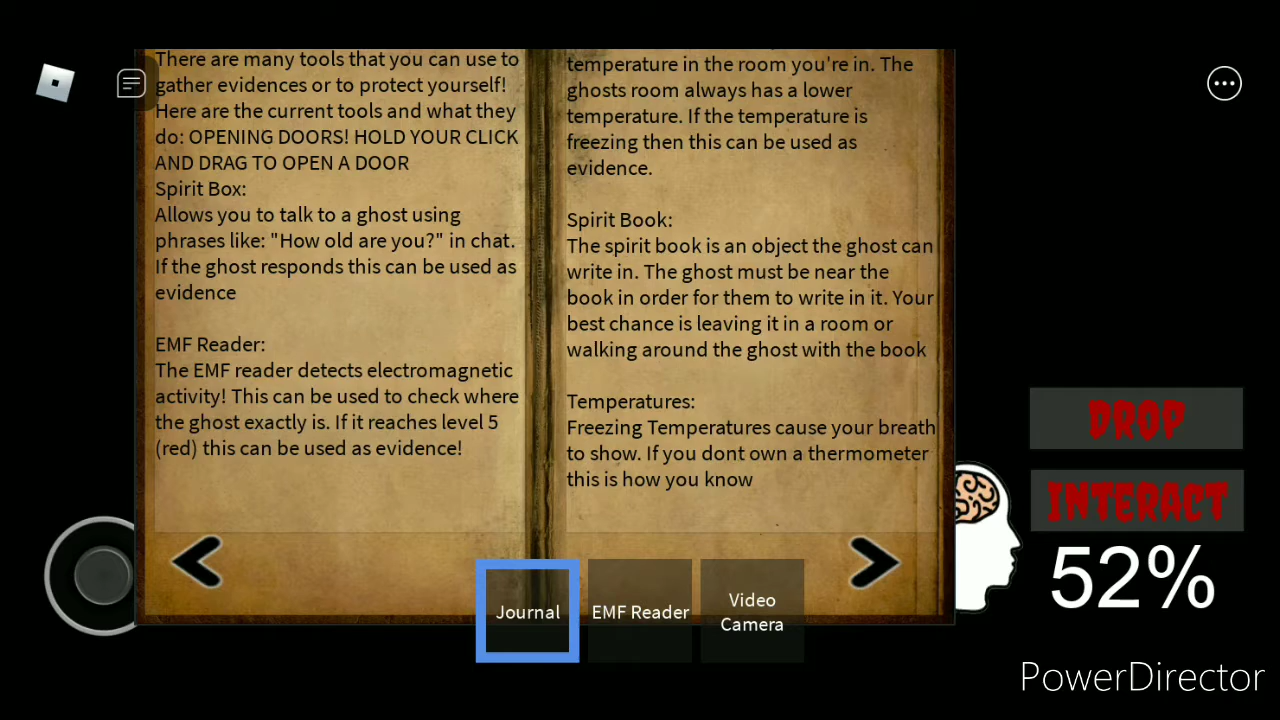 There are many tools that you can use to
gather evidences or to protect yourself!
Here are the current tools and what they
do: OPENING DOORS! HOLD YOUR CLICK
AND DRAG TO OPEN A DOOR
Spirit Box:
Allows you to talk to a ghost using
phrases like: "How old are you?" in chat.
If the ghost responds this can be used as
evidence
EMF Reader:
The EMF reader detects electromagnetic
activity! This can be used to check where
the ghost exactly is. If it reaches level 5
(red) this can be used as evidence!
temperature in the room you're in. The
ghosts room always has a lower
temperature. If the temperature is
freezing then this can be used as
evidence.
Spirit Book:
The spirit book is an object the ghost can
write in. The ghost must be near the
book in order for them to write in it. Your
best chance is leaving it in a room or
walking around the ghost with the book
Temperatures:
Freezing Temperatures cause your breath
to show. If you dont own a thermometer
this is how you know
DROP
INTERACT
52%
Journal
EMF Reader
Video
Camera
PowerDirector